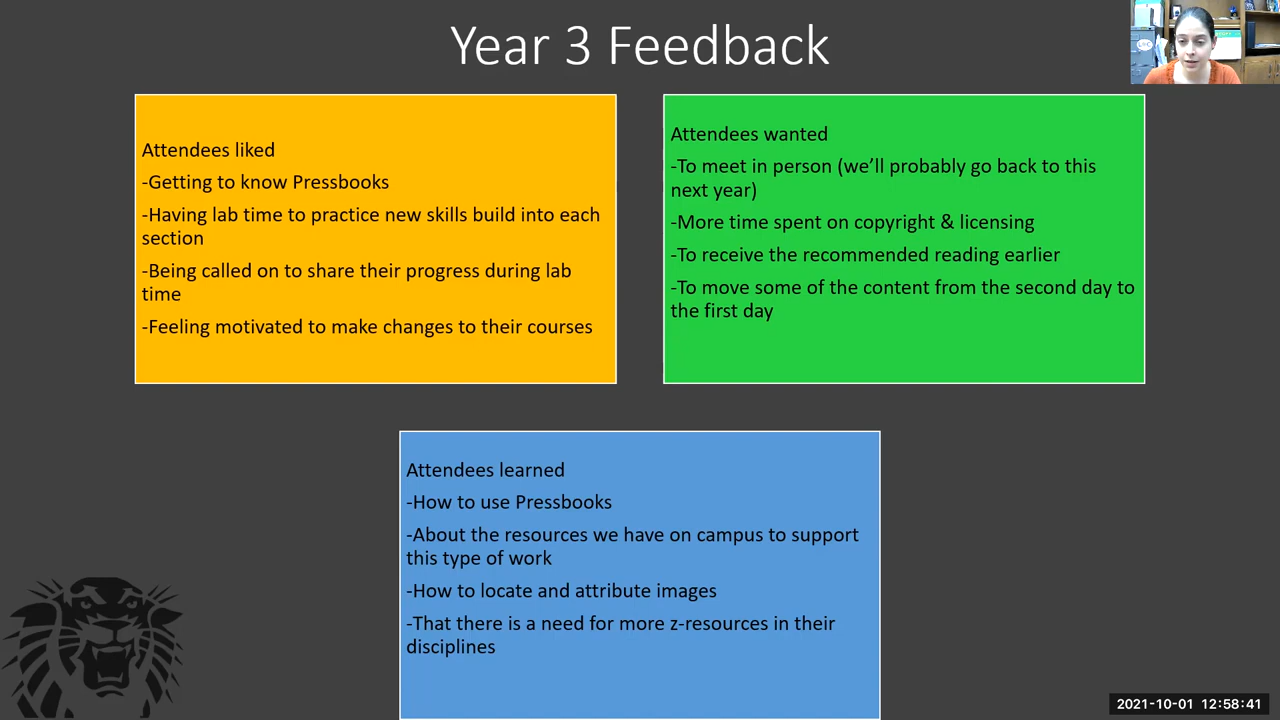 Year 3 Feedback
Attendees liked
-Getting to know Pressbooks
-Having lab time to practice new skills build into each
section
-Being called on to share their progress during lab
time
-Feeling motivated to make changes to their courses
Attendees wanted
-To meet in person (we’ll probably go back to this
next year)
-More time spent on copyright & licensing
-To receive the recommended reading earlier
-To move some of the content from the second day to
the first day
Attendees learned
-How to use Pressbooks
-About the resources we have on campus to support
this type of work
-How to locate and attribute images
-That there is a need for more z-resources in their
disciplines
2021-10-01 12:58:41